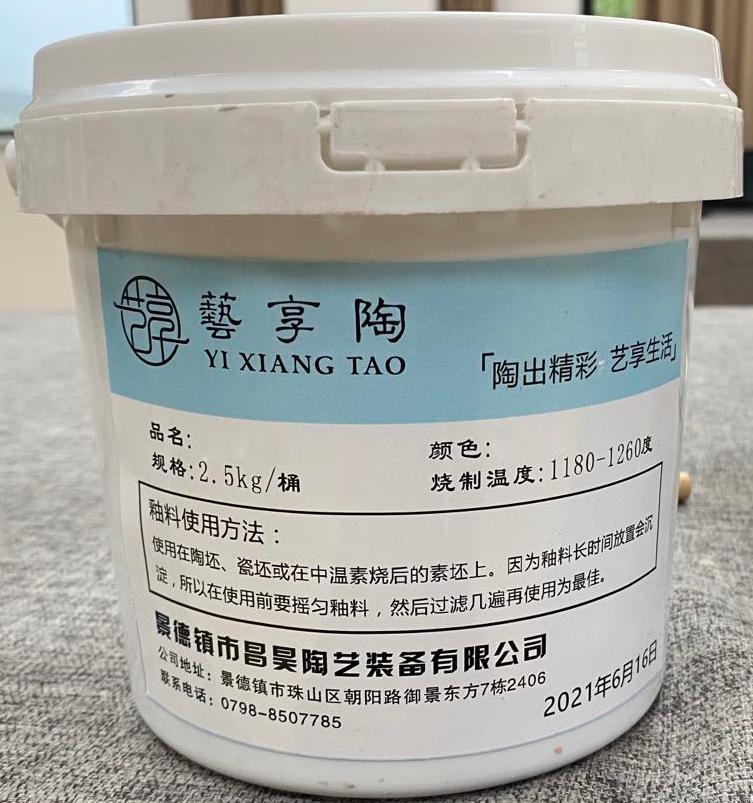 藝享陶
YI XIANG TAO
「陶出精彩 艺享生活」
品名:
颜色:
规格:2.5kg/桶
烧制温度:1180-1260度
釉料使用方法：
使用在陶坯、瓷坯或在中温素烧后的素坯上。因为釉料长时间放置会沉
淀，所以在使用前要摇匀釉料，然后过滤几遍再使用为最佳。
景德镇市昌昊陶艺装备有限公司
公司地址：景德镇市珠山区朝阳路御景东方7栋2406
联系电话：0798-8507785
2021年6月16日